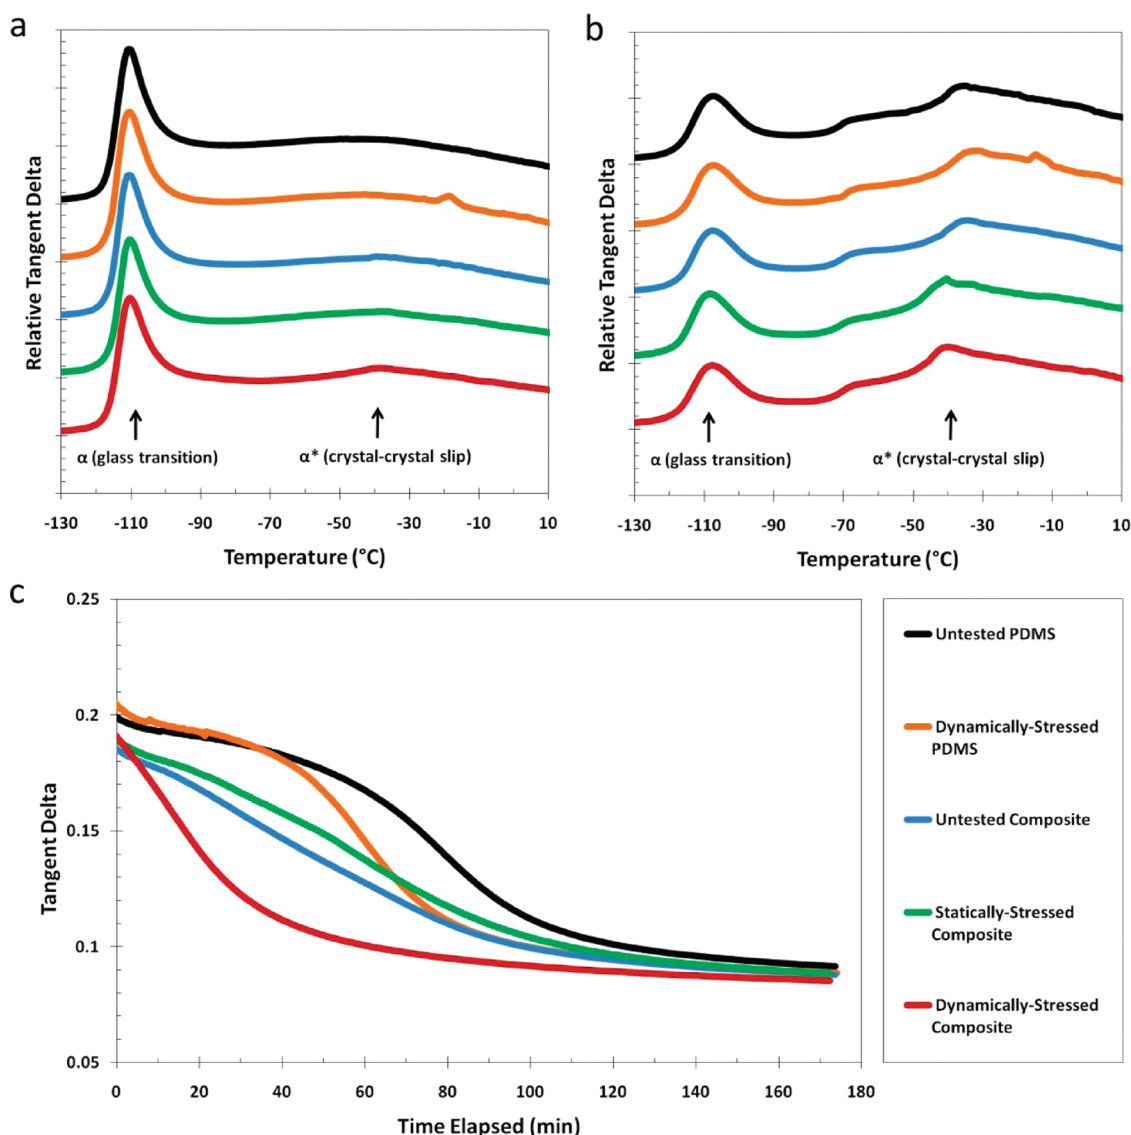 a
Relative Tangent Delta
α (glass transition)
α* (crystal-crystal slip)
-130 -110 -90 -70 -50 -30 -10 10
Temperature (°C)
b
Relative Tangent Delta
α (glass transition)
α* (crystal-crystal slip)
-130 -110 -90 -70 -50 -30 -10 10
Temperature (°C)
c
Tangent Delta
0.25
0.2
0.15
0.1
0.05
0 20 40 60 80 100 120 140 160 180
Time Elapsed (min)
Untested PDMS
Dynamically-Stressed
PDMS
Untested Composite
Statically-Stressed
Composite
Dynamically-Stressed
Composite